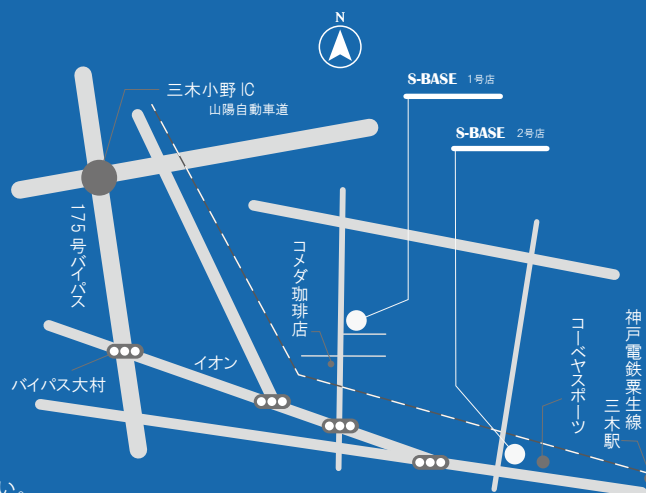 N
S-BASE 1号店
三木小野IC
山陽自動車道
S-BASE 2号店
175号バイパス
コメダ珈琲店
神戸電鉄粟生線
三木駅
コーベヤスポーツ
イオン
バイパス大村
い。